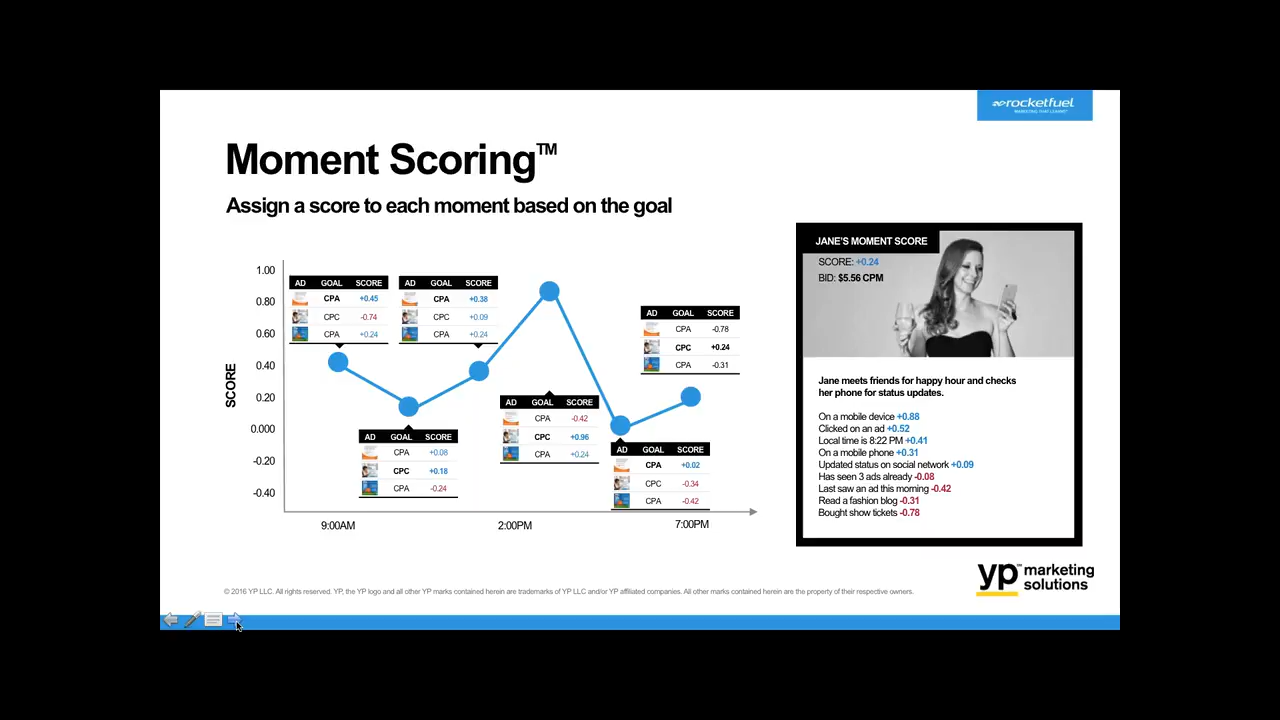 rocketfuel
MARKETING THAT LEARNS
Moment Scoring™
Assign a score to each moment based on the goal
SCORE
1.00
0.80
0.60
0.40
0.20
0.000
-0.20
-0.40
AD GOAL SCORE
CPA +0.45
CPC -0.74
CPA +0.24
AD GOAL SCORE
CPA +0.38
CPC +0.09
CPA +0.24
AD GOAL SCORE
CPA +0.08
CPC +0.18
CPA -0.24
AD GOAL SCORE
CPA -0.42
CPC +0.96
CPA +0.24
AD GOAL SCORE
CPA +0.02
CPC -0.34
CPA -0.42
AD GOAL SCORE
CPA -0.78
CPC +0.24
CPA -0.31
9:00AM
2:00PM
7:00PM
JANE'S MOMENT SCORE
SCORE: +0.24
BID: $5.56 CPM
Jane meets friends for happy hour and checks
her phone for status updates.
On a mobile device +0.88
Clicked on an ad +0.52
Local time is 8:22 PM +0.41
On a mobile phone +0.31
Updated status on social network +0.09
Has seen 3 ads already -0.08
Last saw an ad this morning -0.42
Read a fashion blog -0.31
Bought show tickets -0.78
yp℠ marketing
solutions
© 2016 YP LLC. All rights reserved. YP, the YP logo and all other YP marks contained herein are trademarks of YP LLC and/or YP affiliated companies. All other marks contained herein are the property of their respective owners.